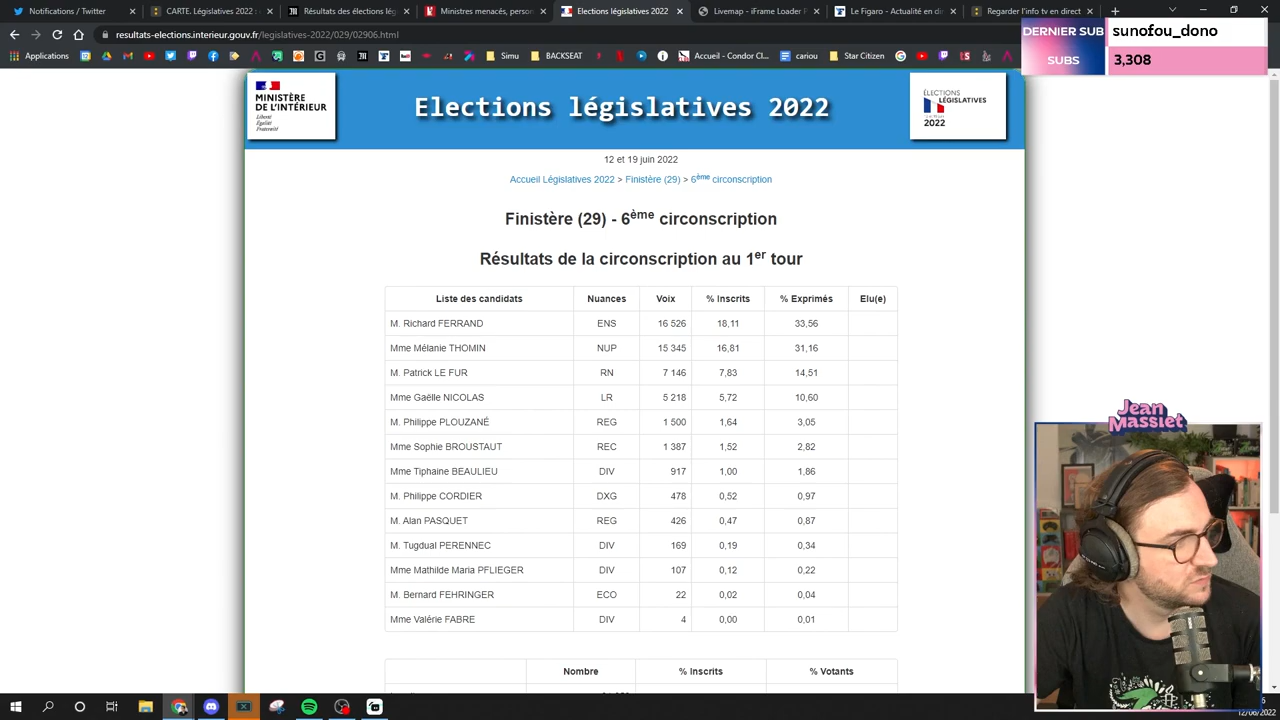 (1) Accueil / Twitter
CARTE. Législatives 2022 :
Résultats des élections lég
Ministres menacés, person
Elections législatives 2022
Livemap - iframe Loader F
Le Figaro - Actualité en dir
Regarde
resultats-elections.interieur.gouv.fr/legislatives-2022/029/02906.html
Applications
Simu
BACKSEAT
Accueil - Condor Cl...
cariou
Star Citizen
DERNIER SUB
sunofou_dono
SUBS
3,308
MINISTÈRE
DE L'INTÉRIEUR
Liberté
Égalité
Fraternité
Elections législatives 2022
ÉLECTIONS
LÉGISLATIVES
2022
12 et 19 juin 2022
Accueil Législatives 2022 > Finistère (29) > 6ème circonscription
Finistère (29) - 6ème circonscription
Résultats de la circonscription au 1er tour
Liste des candidats Nuances Voix % Inscrits % Exprimés Elu(e)
M. Richard FERRAND ENS 16 526 18,11 33,56
Mme Mélanie THOMIN NUP 15 345 16,81 31,16
M. Patrick LE FUR RN 7 146 7,83 14,51
Mme Gaëlle NICOLAS LR 5 218 5,72 10,60
M. Philippe PLOUZANÉ REG 1 500 1,64 3,05
Mme Sophie BROUSTAUT REC 1 387 1,52 2,82
Mme Tiphaine BEAULIEU DIV 917 1,00 1,86
M. Philippe CORDIER DXG 478 0,52 0,97
M. Alan PASQUET REG 426 0,47 0,87
M. Tugdual PERENNEC DIV 169 0,19 0,34
Mme Mathilde Maria PFLIEGER DIV 107 0,12 0,22
M. Bernard FEHRINGER ECO 22 0,02 0,04
Mme Valérie FABRE DIV 4 0,00 0,01
Nombre % Inscrits % Votants
Jean
Massiet
12/06/2022